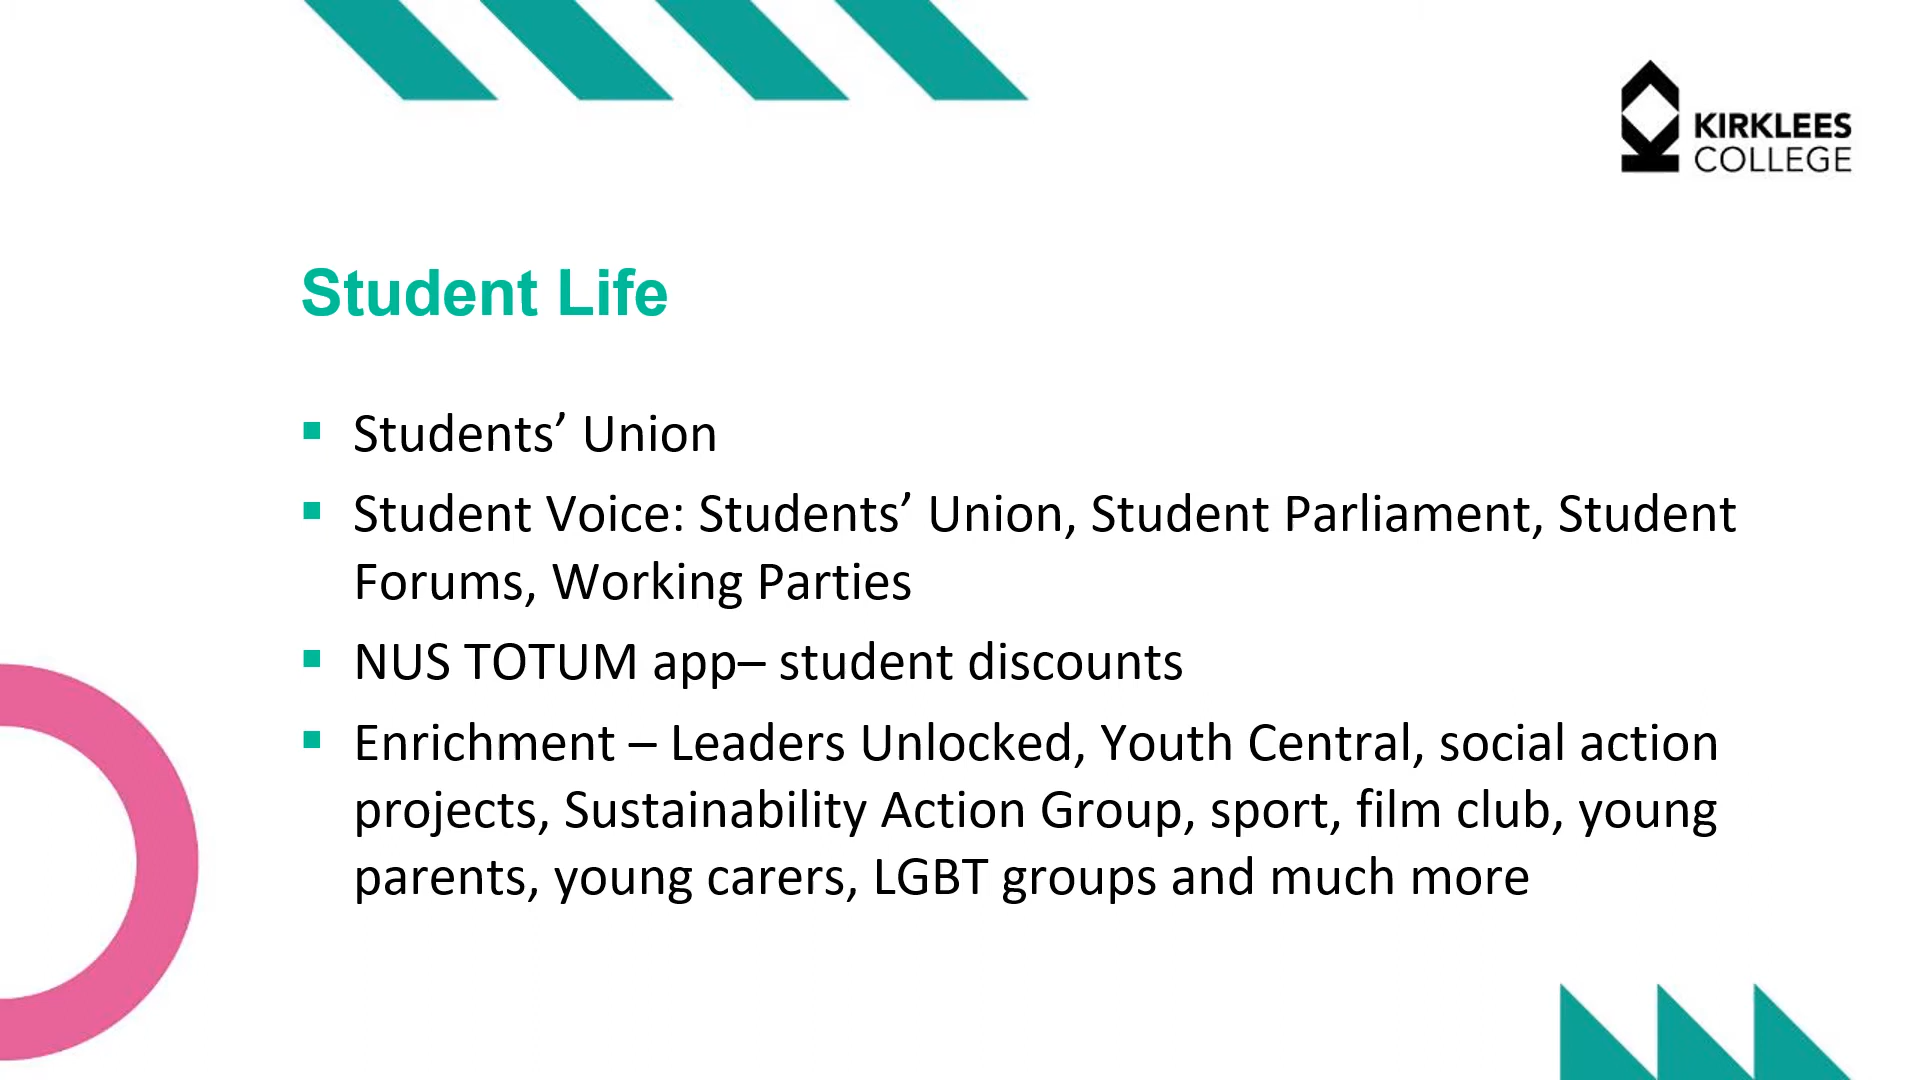 KIRKLEES
COLLEGE
Student Life
▪ Students’ Union
▪ Student Voice: Students’ Union, Student Parliament, Student
Forums, Working Parties
▪ NUS TOTUM app– student discounts
▪ Enrichment – Leaders Unlocked, Youth Central, social action
projects, Sustainability Action Group, sport, film club, young
parents, young carers, LGBT groups and much more